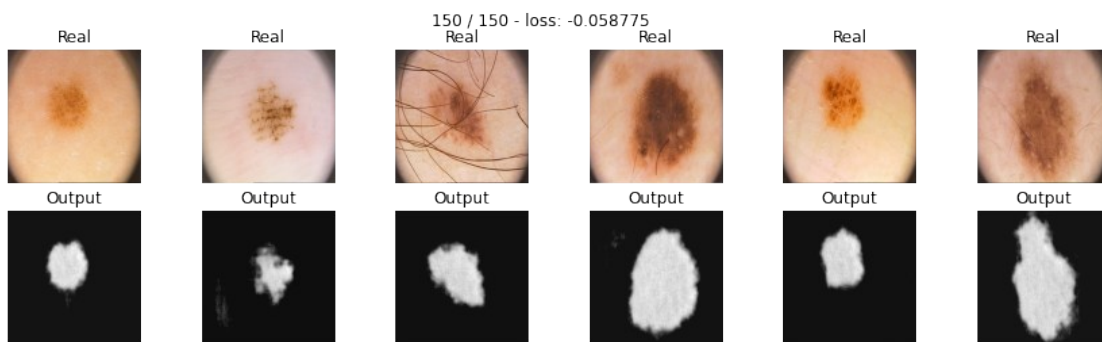 150 / 150 - loss: -0.058775
Real Real Real Real Real Real
Output Output Output Output Output Output